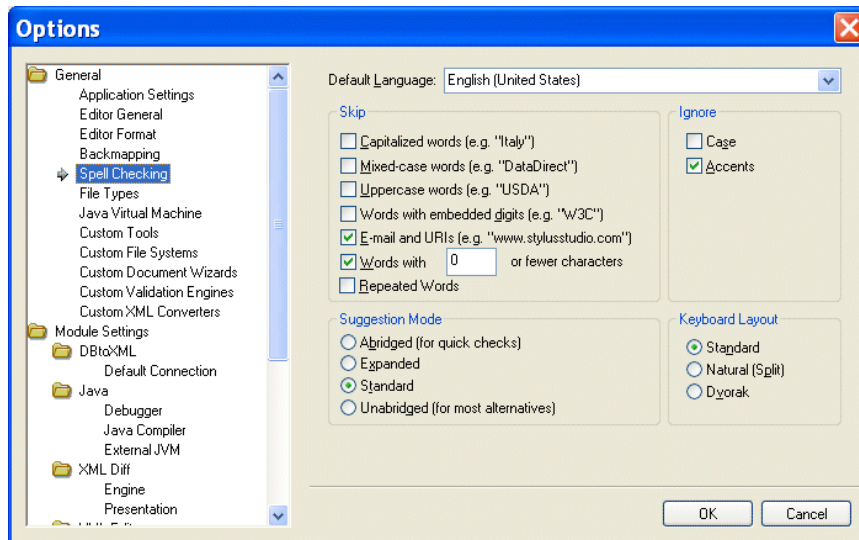 Options
General
Application Settings
Editor General
Editor Format
Backmapping
Spell Checking
File Types
Java Virtual Machine
Custom Tools
Custom File Systems
Custom Document Wizards
Custom Validation Engines
Custom XML Converters
Module Settings
DBtoXML
Default Connection
Java
Debugger
Java Compiler
External JVM
XML Diff
Engine
Presentation
Default Language: English (United States)
Skip
Capitalized words (e.g. "Italy")
Mixed-case words (e.g. "DataDirect")
Uppercase words (e.g. "USDA")
Words with embedded digits (e.g. "W3C")
E-mail and URIs (e.g. "www.stylusstudio.com")
Words with 0 or fewer characters
Repeated Words
Ignore
Case
Accents
Suggestion Mode
Abridged (for quick checks)
Expanded
Standard
Unabridged (for most alternatives)
Keyboard Layout
Standard
Natural (Split)
Dvorak
OK Cancel